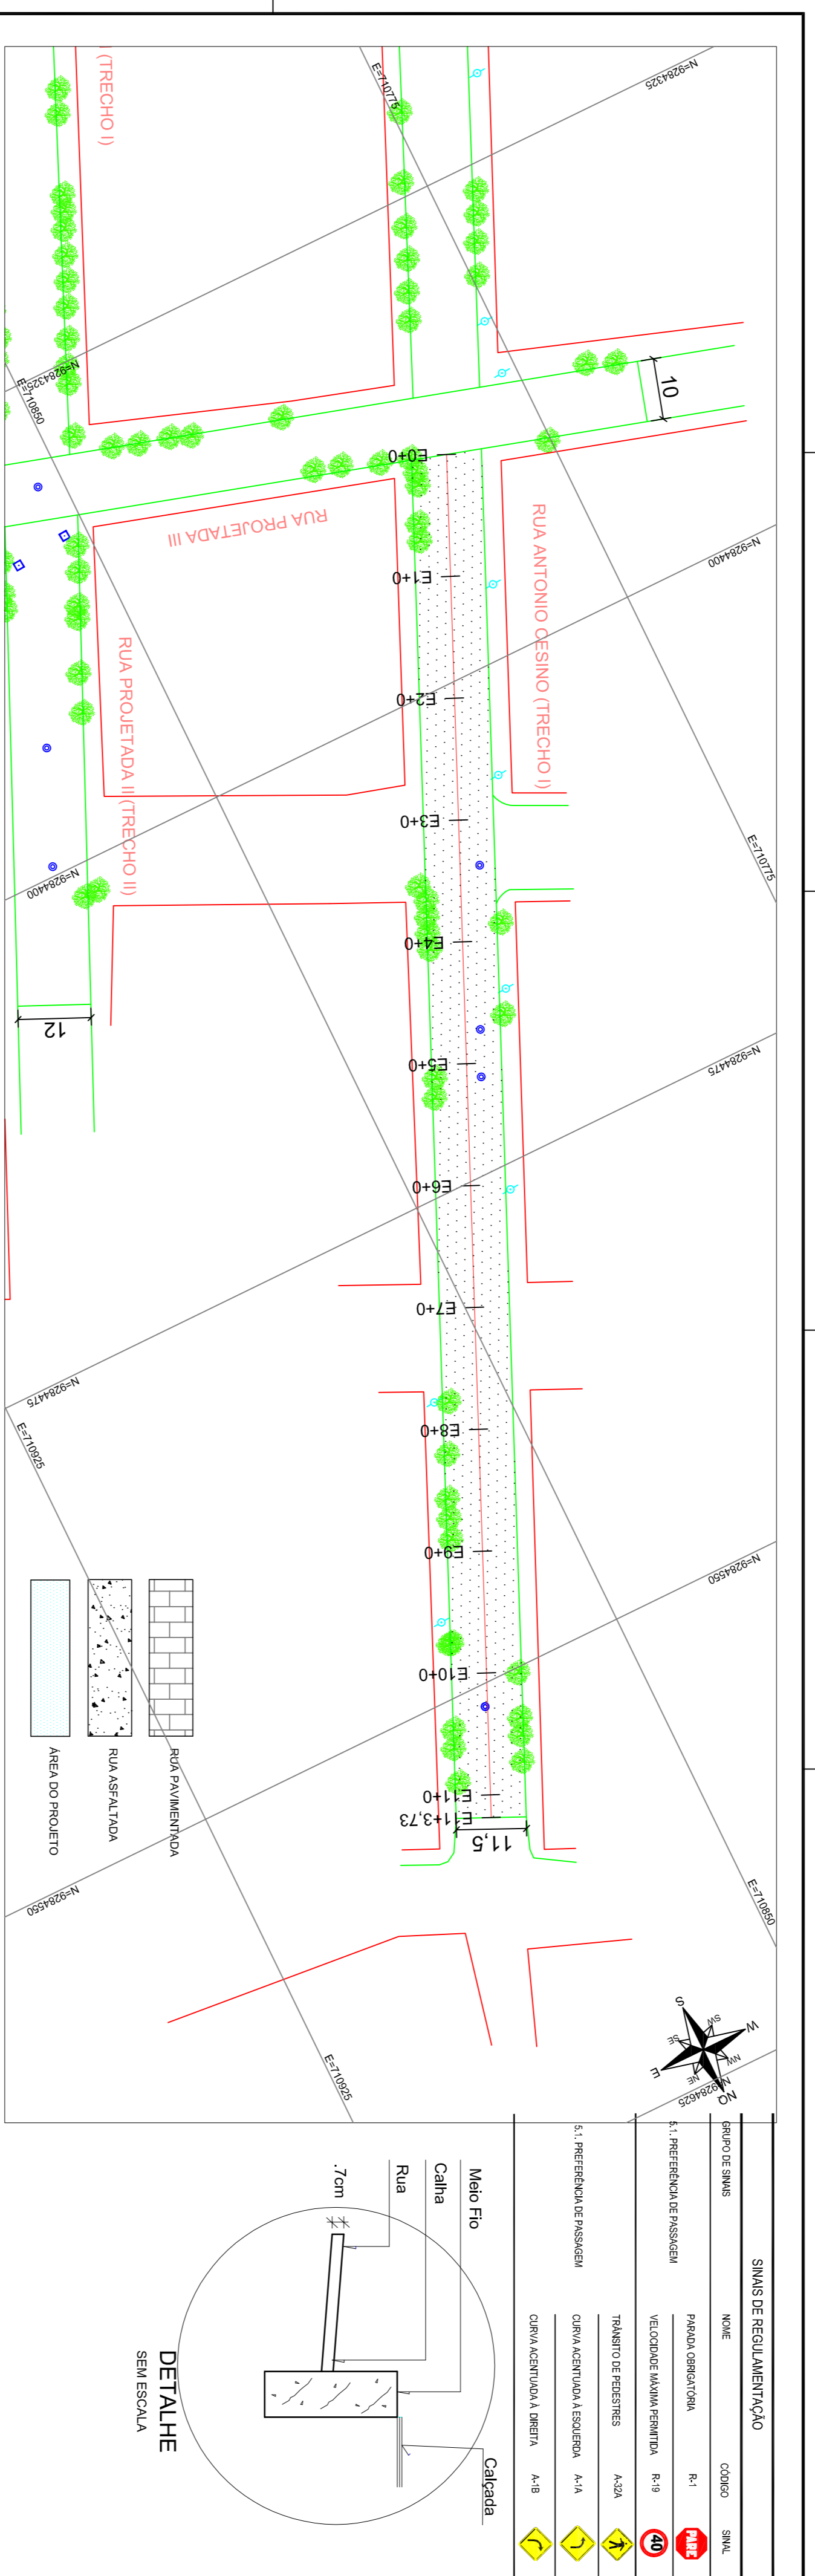 I (TRECHO I)
E=710775
N=9284325
N=9284325
E=710850
10
E0+0
RUA PROJETADA III
RUA ANTONIO CESINO (TRECHO I)
E1+0
N=9284400
RUA PROJETADA II (TRECHO II)
E2+0
E3+0
E=710775
N=9284400
E4+0
12
E5+0
N=9284475
E6+0
E7+0
N=9284475
E=710925
E8+0
E9+0
N=9284550
E10+0
E11+0
E11+3,73
11,5
RUA PAVIMENTADA
RUA ASFALTADA
ÁREA DO PROJETO
N=9284550
E=710850
E=710925
S
SW
W
SE
NW
E
NE
NQ
N=9284625
SINAIS DE REGULAMENTAÇÃO
GRUPO DE SINAIS NOME CÓDIGO SINAL
5.1. PREFERÊNCIA DE PASSAGEM
PARADA OBRIGATÓRIA R-1 PARE
VELOCIDADE MÁXIMA PERMITIDA R-19 40
5.1. PREFERÊNCIA DE PASSAGEM
TRÂNSITO DE PEDESTRES A-32A
CURVA ACENTUADA À ESQUERDA A-1A
CURVA ACENTUADA À DIREITA A-1B
Meio Fio
Calha
Rua
.7cm
Calçada
DETALHE
SEM ESCALA